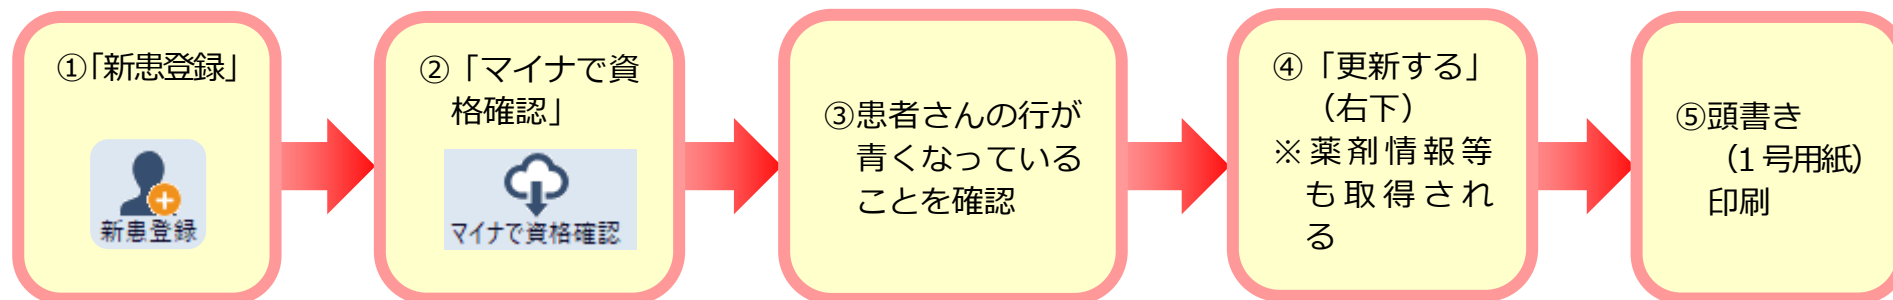 ①「新患登録」
新患登録
②「マイナで資
格確認」
マイナで資格確認
③患者さんの行が
青くなっている
ことを確認
④「更新する」
（右下）
※薬剤情報等
も取得され
る
⑤頭書き
（1号用紙）
印刷